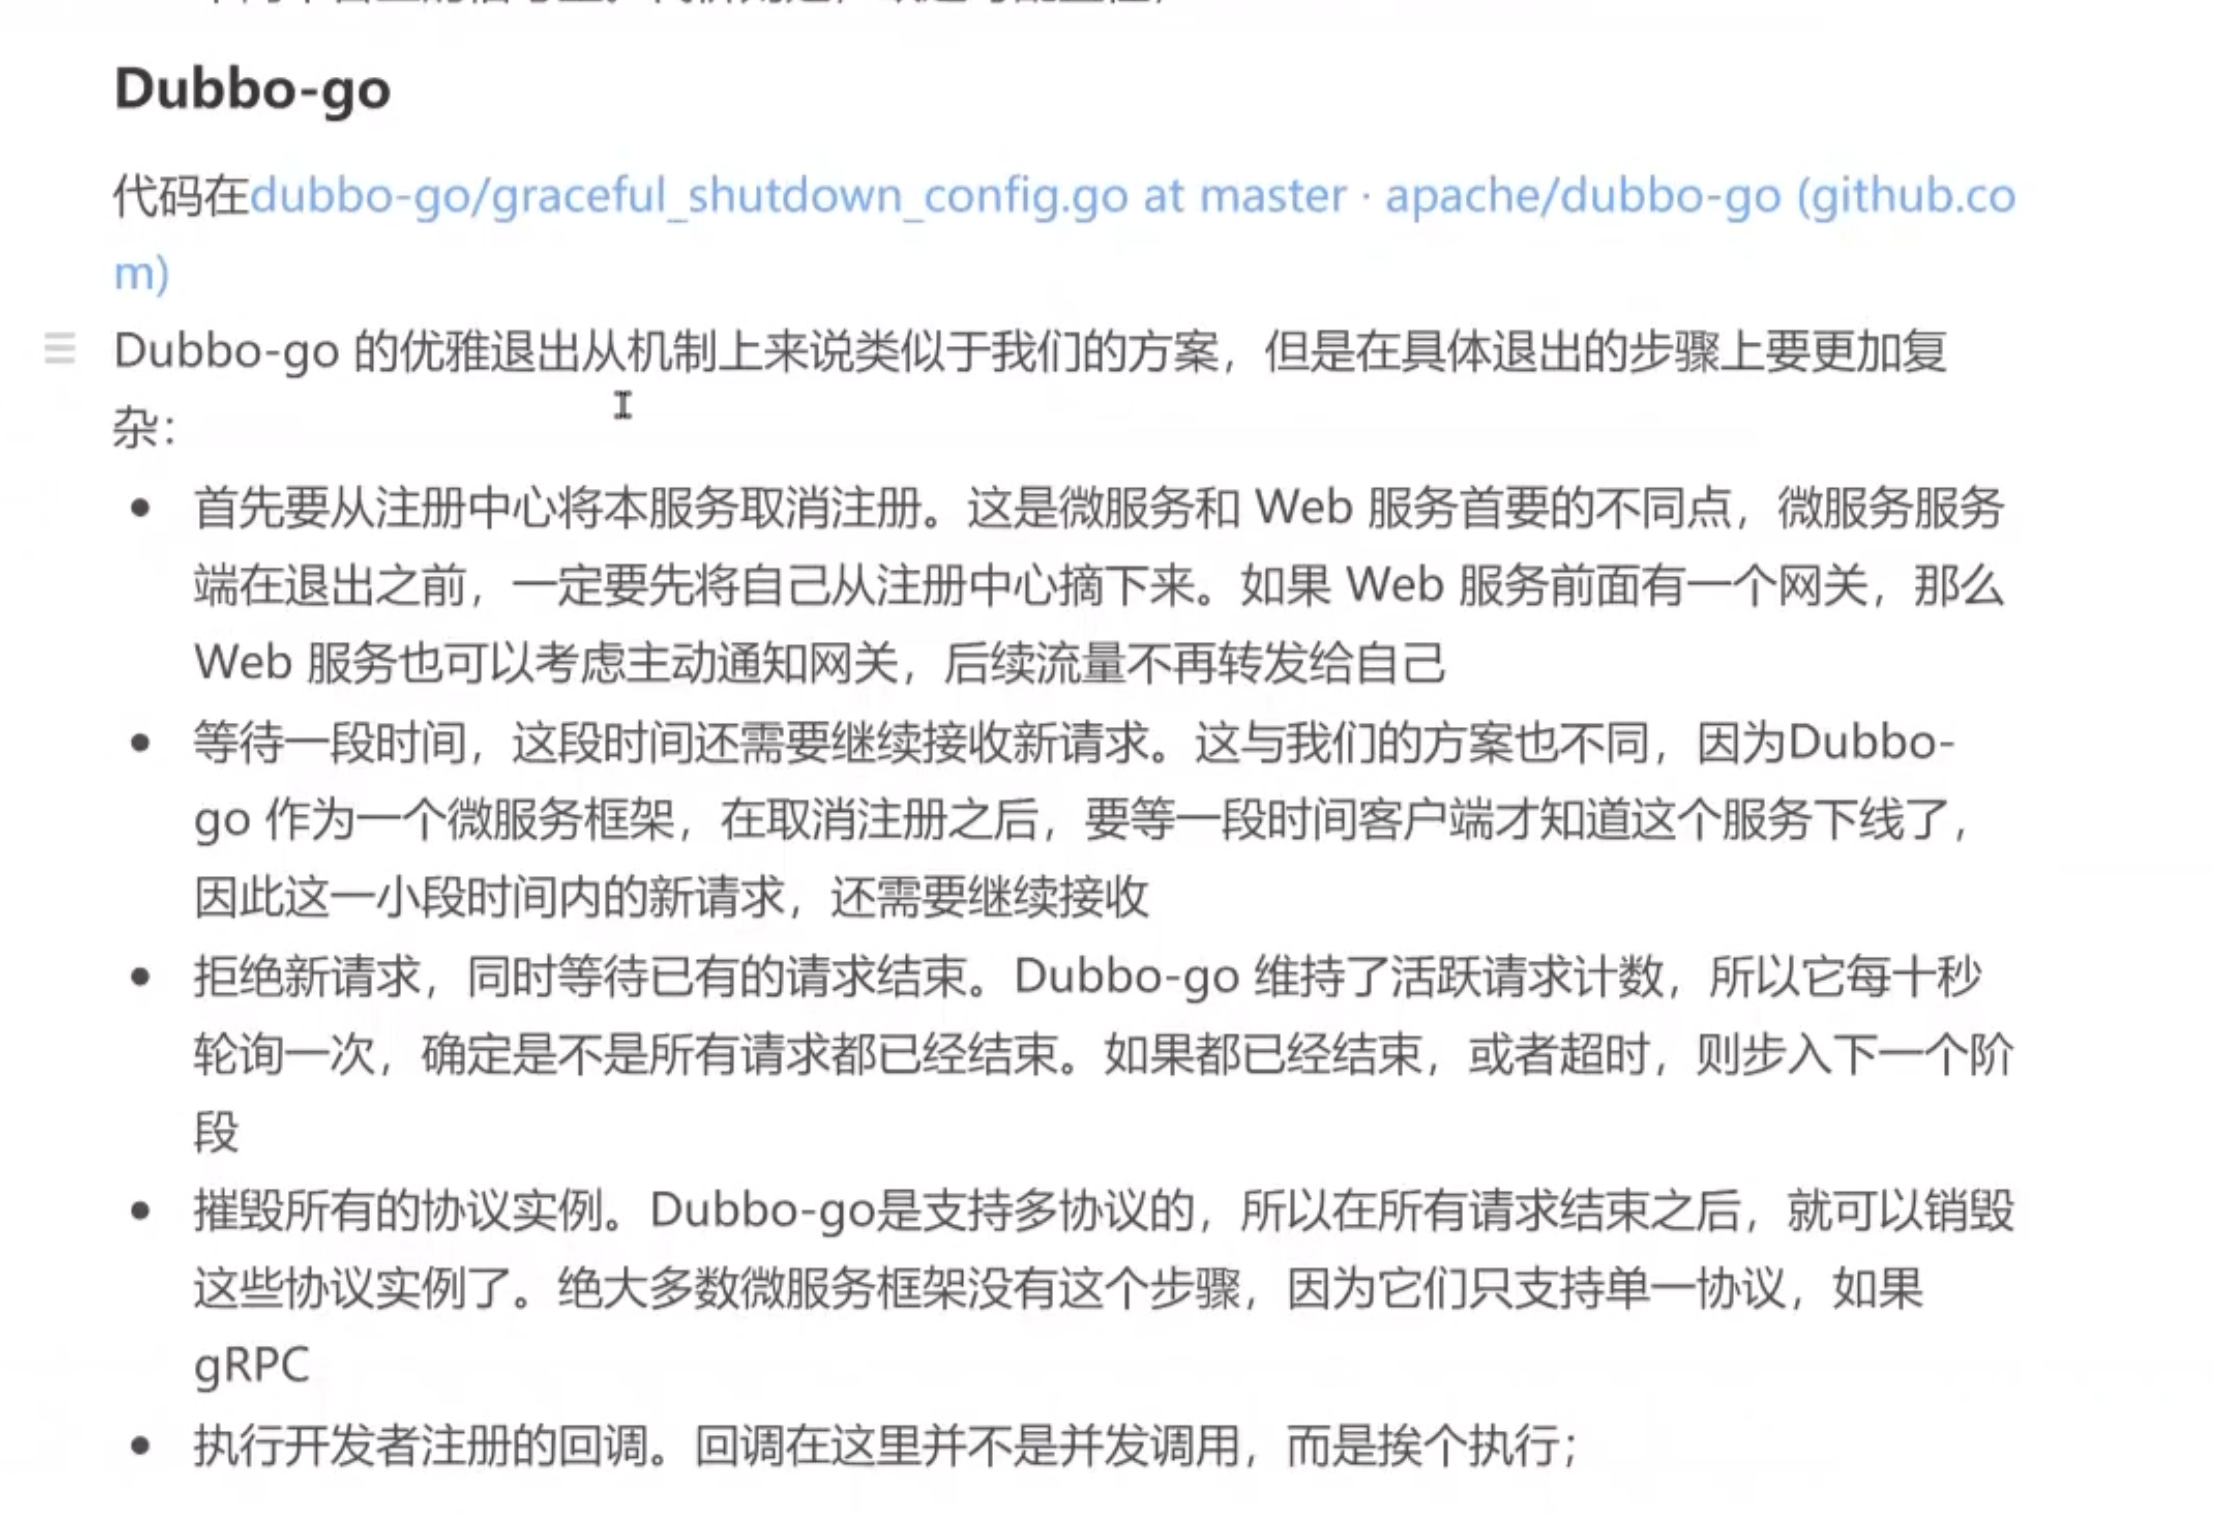 Dubbo-go
代码在dubbo-go/graceful_shutdown_config.go at master · apache/dubbo-go (github.co
m)
Dubbo-go 的优雅退出从机制上来说类似于我们的方案，但是在具体退出的步骤上要更加复
杂：
首先要从注册中心将本服务取消注册。这是微服务和 Web 服务首要的不同点，微服务服务
端在退出之前，一定要先将自己从注册中心摘下来。如果 Web 服务前面有一个网关，那么
Web 服务也可以考虑主动通知网关，后续流量不再转发给自己
等待一段时间，这段时间还需要继续接收新请求。这与我们的方案也不同，因为Dubbo-
go 作为一个微服务框架，在取消注册之后，要等一段时间客户端才知道这个服务下线了，
因此这一小段时间内的新请求，还需要继续接收
拒绝新请求，同时等待已有的请求结束。Dubbo-go 维持了活跃请求计数，所以它每十秒
轮询一次，确定是不是所有请求都已经结束。如果都已经结束，或者超时，则步入下一个阶
段
摧毁所有的协议实例。Dubbo-go是支持多协议的，所以在所有请求结束之后，就可以销毁
这些协议实例了。绝大多数微服务框架没有这个步骤，因为它们只支持单一协议，如果
gRPC
执行开发者注册的回调。回调在这里并不是并发调用，而是挨个执行；